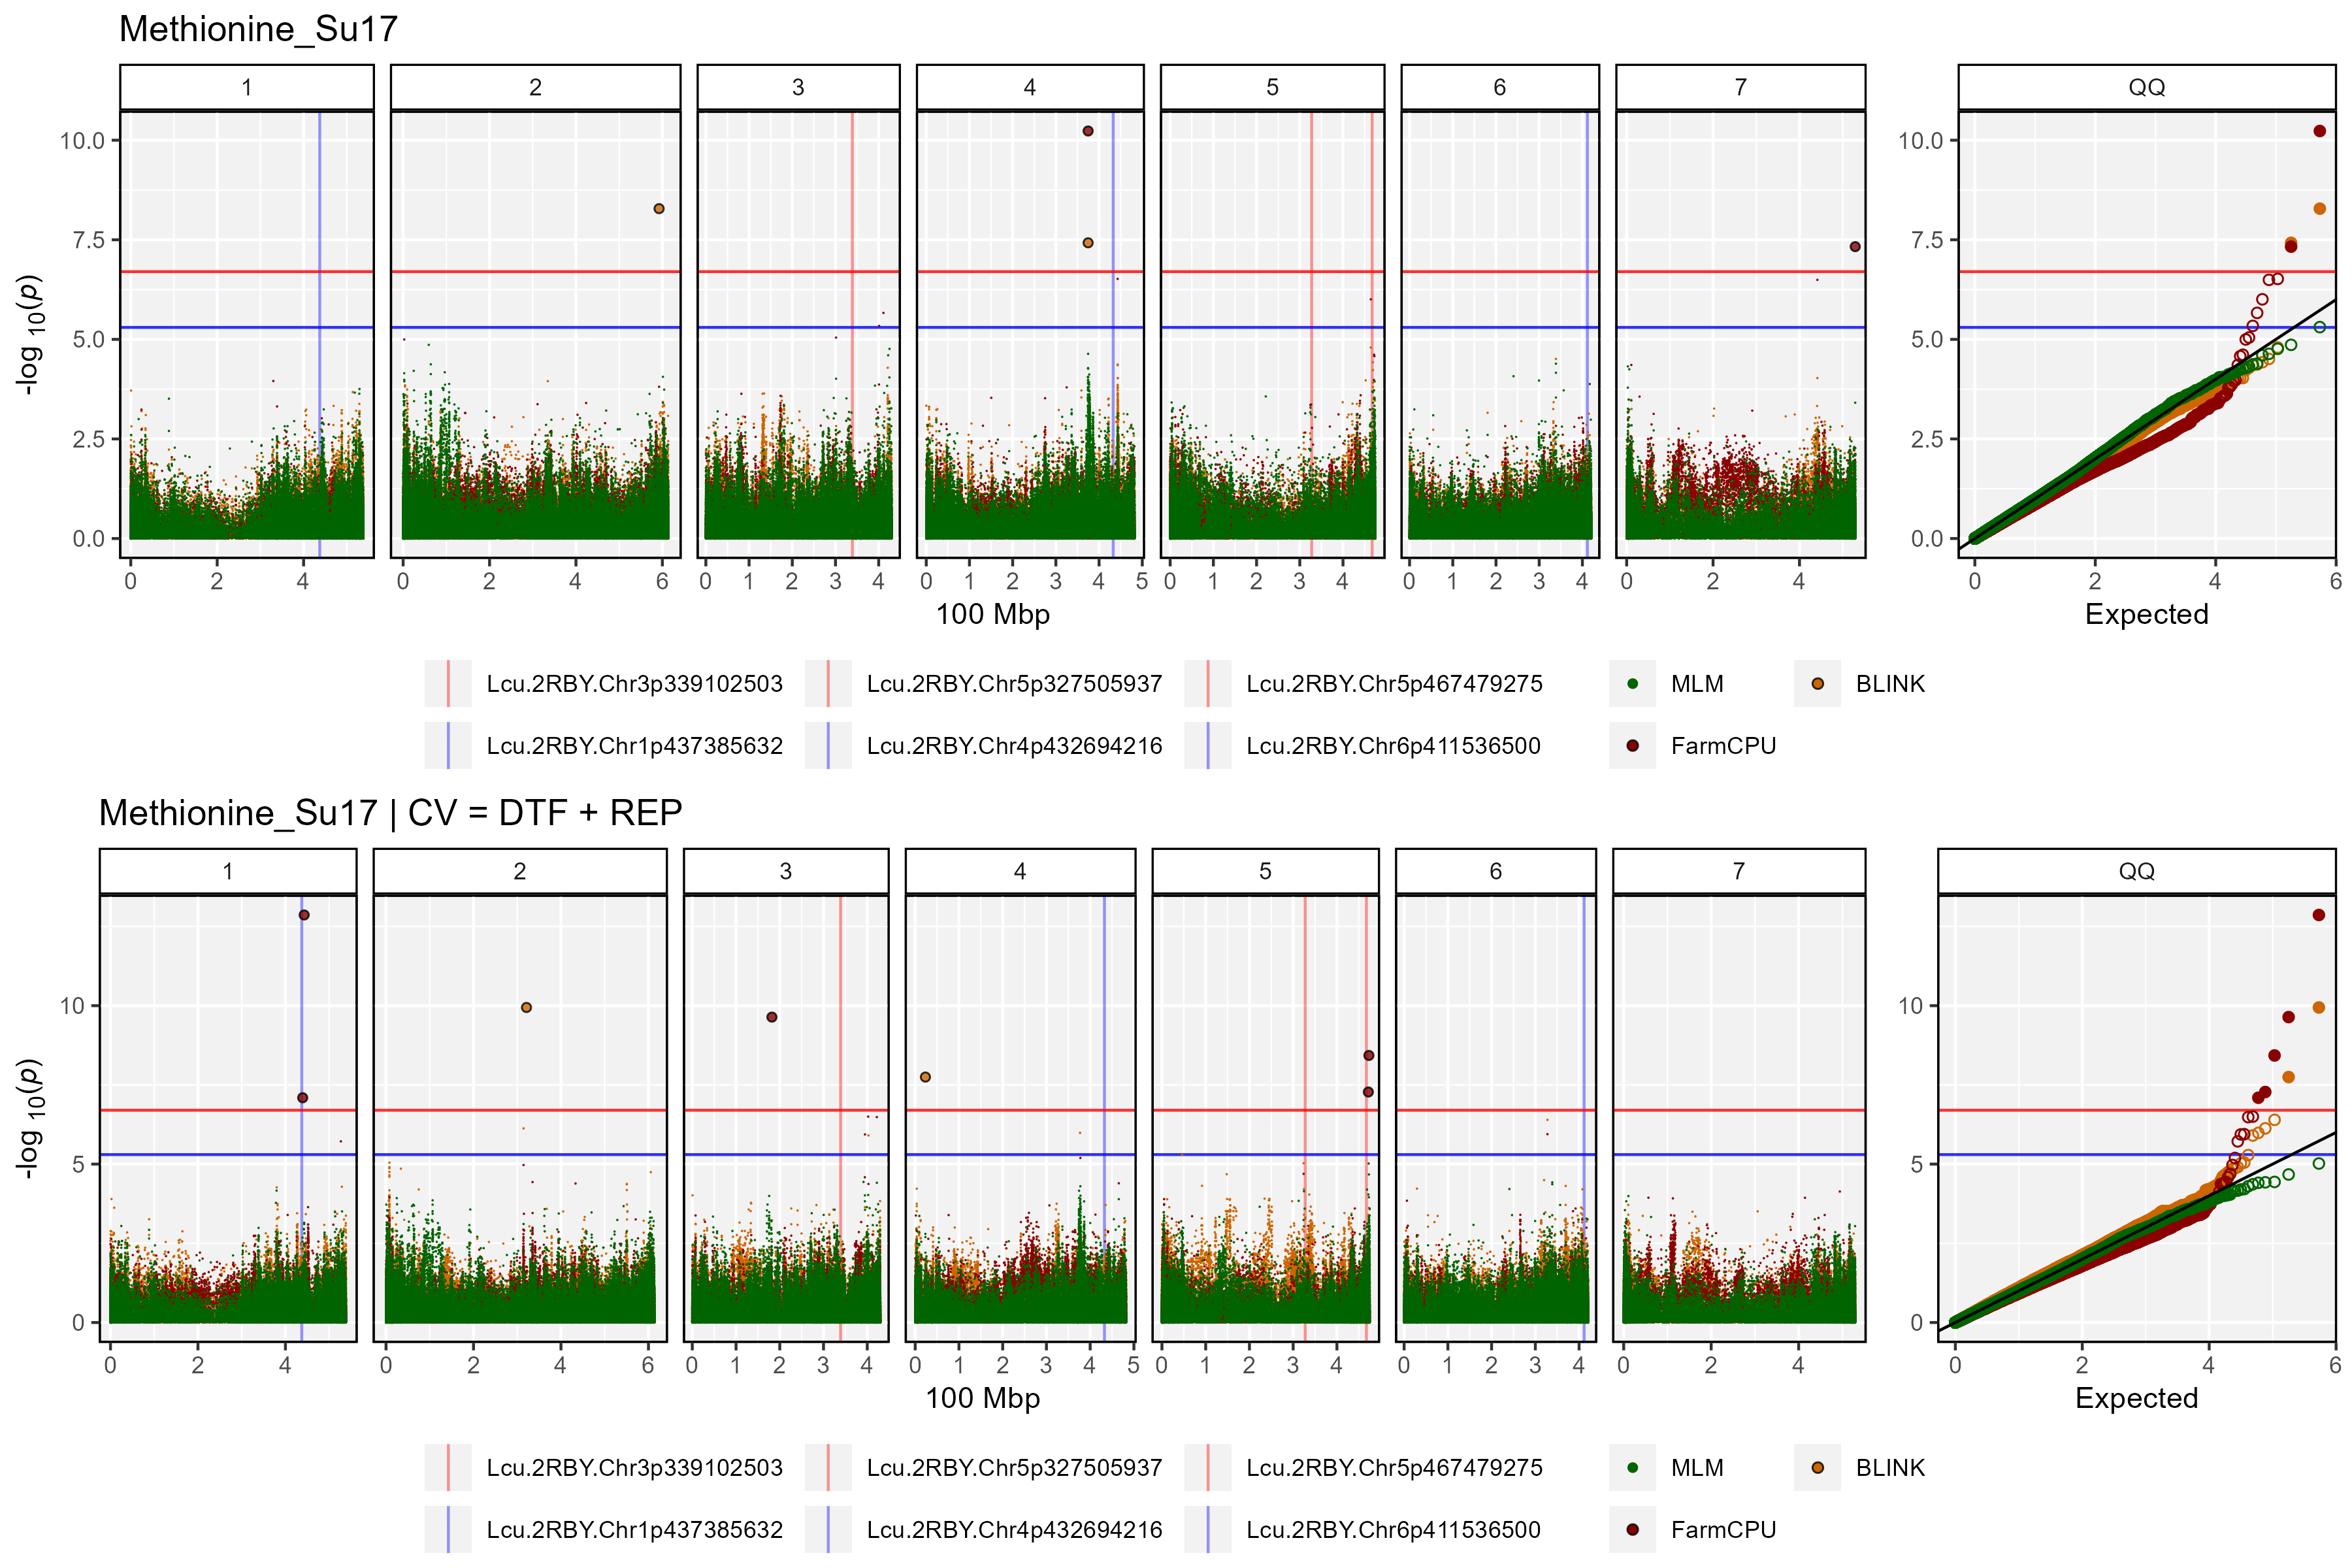 Methionine_Su17
1 2 3 4 5 6 7 QQ
10.0 7.5 5.0 2.5 0.0
-log 10(p)
10.0 7.5 5.0 2.5 0.0
0 2 4 0 2 4 6 0 1 2 3 4 0 1 2 3 4 5 0 1 2 3 4 0 1 2 3 4 0 2 4 0 2 4 6
100 Mbp Expected
Lcu.2RBY.Chr3p339102503 Lcu.2RBY.Chr5p327505937 Lcu.2RBY.Chr5p467479275 MLM BLINK
Lcu.2RBY.Chr1p437385632 Lcu.2RBY.Chr4p432694216 Lcu.2RBY.Chr6p411536500 FarmCPU
Methionine_Su17 | CV = DTF + REP
1 2 3 4 5 6 7 QQ
10 5 0
-log 10(p)
10 5 0
0 2 4 0 2 4 6 0 1 2 3 4 0 1 2 3 4 5 0 1 2 3 4 0 1 2 3 4 0 2 4 0 2 4 6
100 Mbp Expected
Lcu.2RBY.Chr3p339102503 Lcu.2RBY.Chr5p327505937 Lcu.2RBY.Chr5p467479275 MLM BLINK
Lcu.2RBY.Chr1p437385632 Lcu.2RBY.Chr4p432694216 Lcu.2RBY.Chr6p411536500 FarmCPU